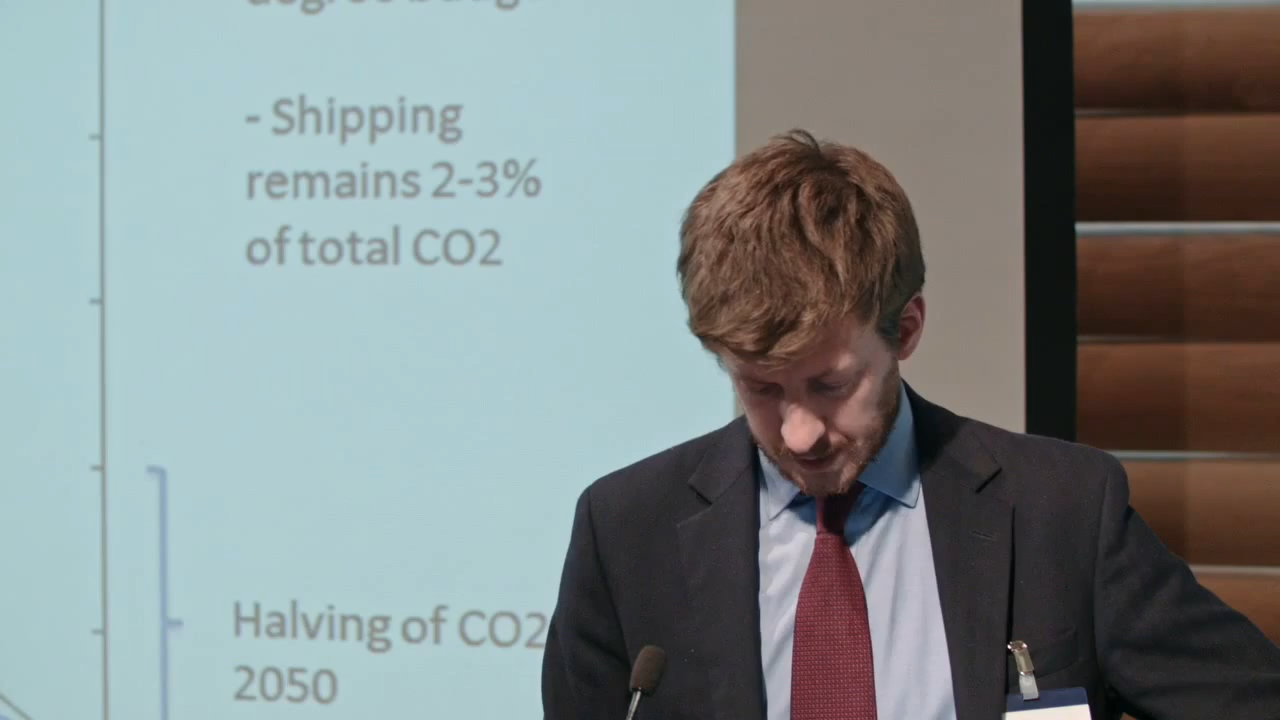 - Shipping
remains 2-3%
of total CO2
Halving of CO2
2050